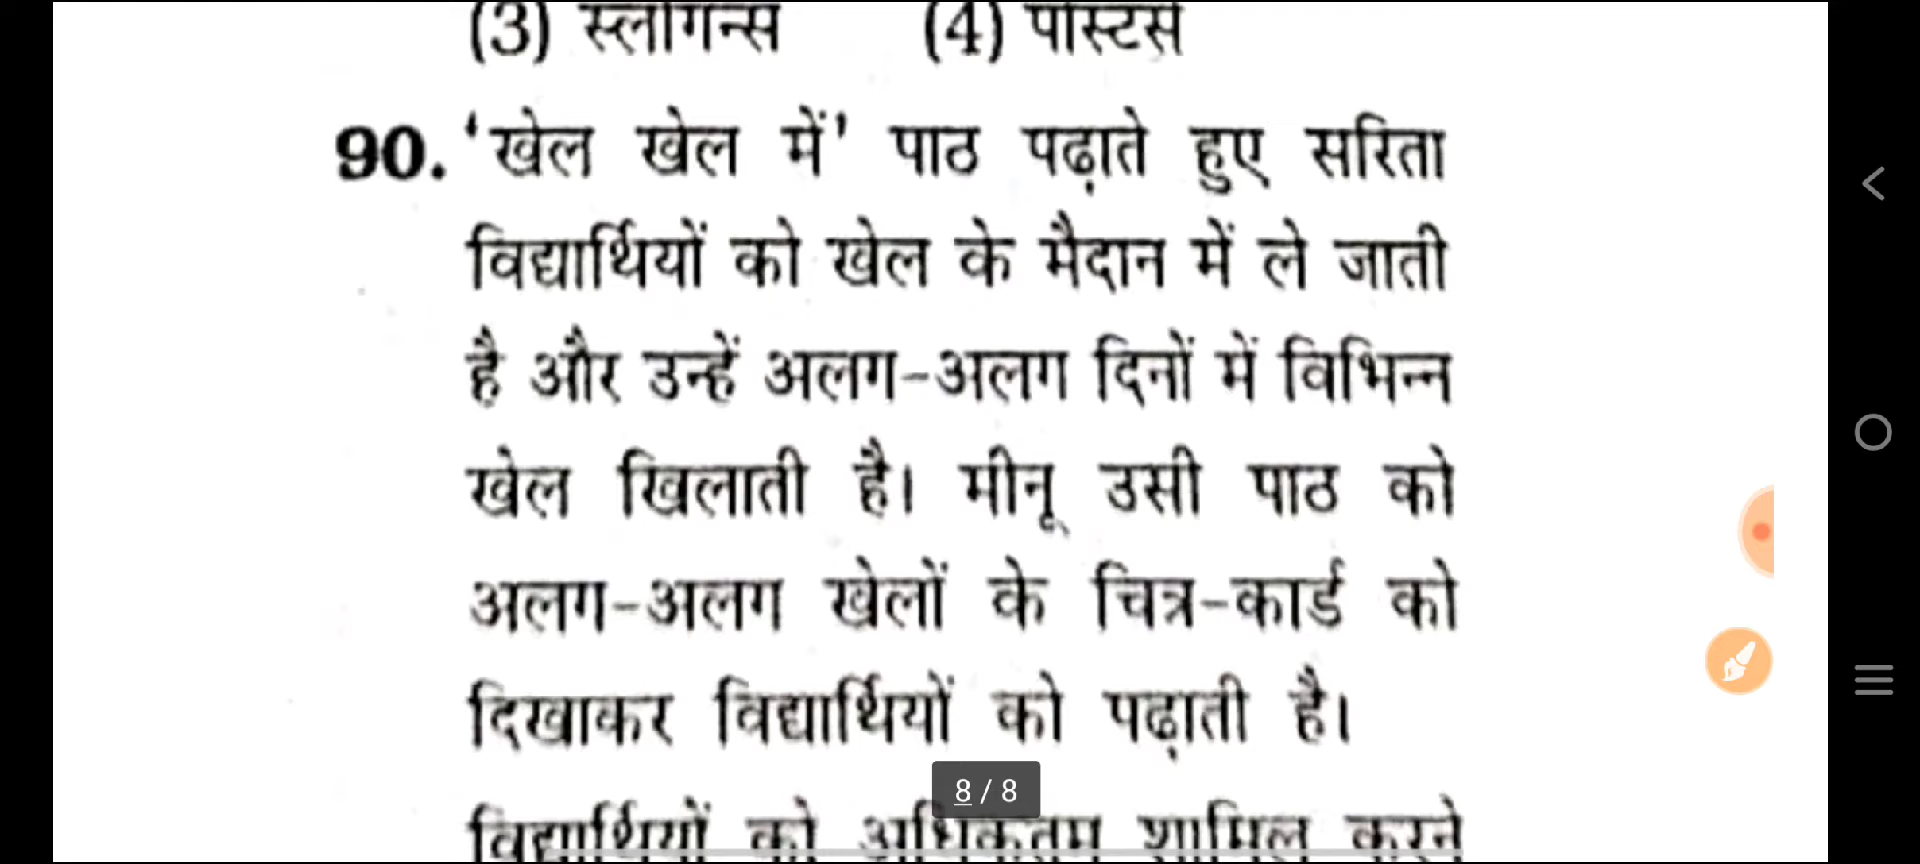 (3) स्लोगन्स (4) पोस्टर्स
90. 'खेल खेल में' पाठ पढ़ाते हुए सरिता
विद्यार्थियों को खेल के मैदान में ले जाती
है और उन्हें अलग-अलग दिनों में विभिन्न
खेल खिलाती है। मीनू उसी पाठ को
अलग-अलग खेलों के चित्र-कार्ड को
दिखाकर विद्यार्थियों को पढ़ाती है।
8 / 8
विद्यार्थियों को अधिकतम शामिल करने